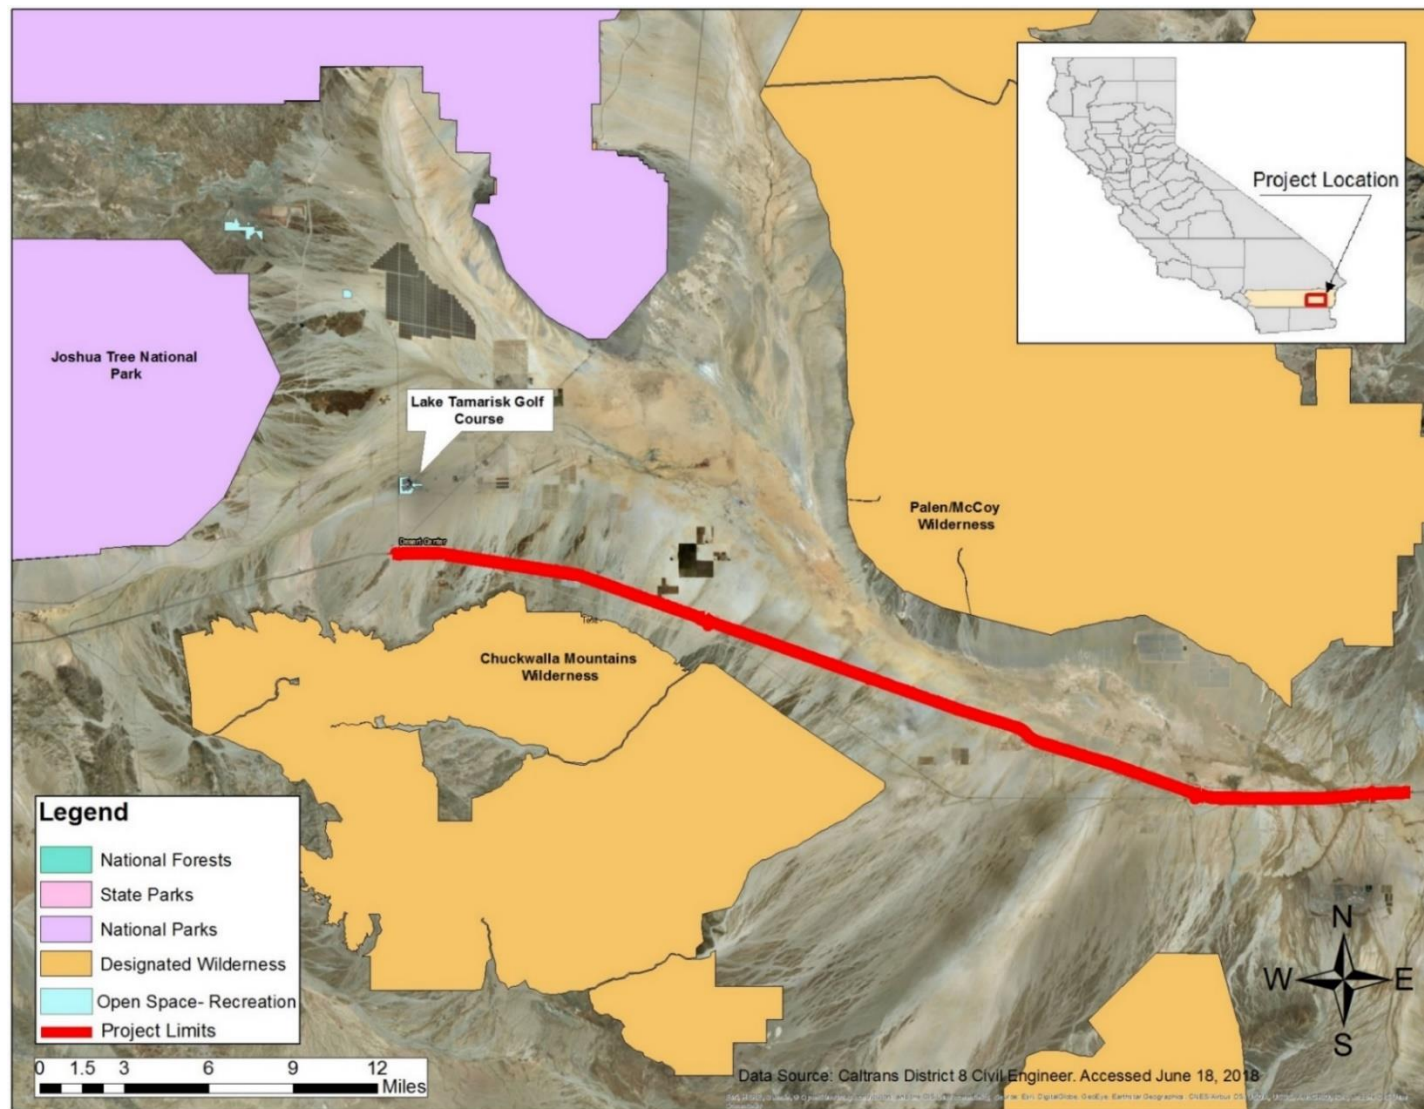 Project Location
Joshua Tree National
Park
Lake Tamarisk Golf
Course
Palen/McCoy
Wilderness
Desert Center
Chuckwalla Mountains
Wilderness
Legend
National Forests
State Parks
National Parks
Designated Wilderness
Open Space- Recreation
Project Limits
0 1.5 3 6 9 12
Miles
N
W E
S
Data Source: Caltrans District 8 Civil Engineer. Accessed June 18, 2018